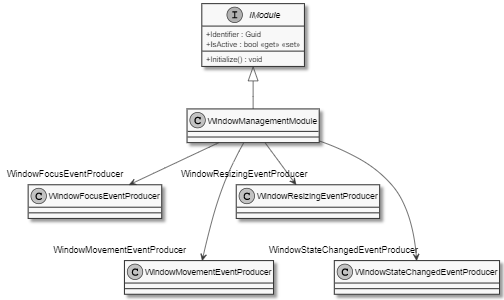 I IModule
+Identifier : Guid
+IsActive : bool «get» «set»
+Initialize() : void
C WindowManagementModule
WindowFocusEventProducer
WindowResizingEventProducer
C WindowFocusEventProducer
C WindowResizingEventProducer
WindowMovementEventProducer
WindowStateChangedEventProducer
C WindowMovementEventProducer
C WindowStateChangedEventProducer